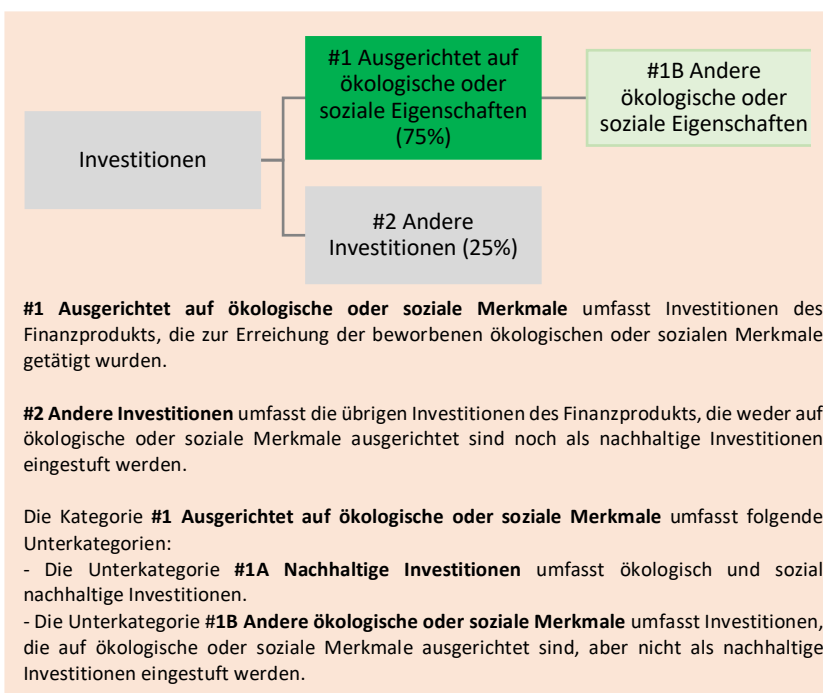 #1 Ausgerichtet auf
ökologische oder
soziale Eigenschaften
(75%)
#1B Andere
ökologische oder
soziale Eigenschaften
Investitionen
#2 Andere
Investitionen (25%)
#1 Ausgerichtet auf ökologische oder soziale Merkmale umfasst Investitionen des
Finanzprodukts, die zur Erreichung der beworbenen ökologischen oder sozialen Merkmale
getätigt wurden.
#2 Andere Investitionen umfasst die übrigen Investitionen des Finanzprodukts, die weder auf
ökologische oder soziale Merkmale ausgerichtet sind noch als nachhaltige Investitionen
eingestuft werden.
Die Kategorie #1 Ausgerichtet auf ökologische oder soziale Merkmale umfasst folgende
Unterkategorien:
- Die Unterkategorie #1A Nachhaltige Investitionen umfasst ökologisch und sozial
nachhaltige Investitionen.
- Die Unterkategorie #1B Andere ökologische oder soziale Merkmale umfasst Investitionen,
die auf ökologische oder soziale Merkmale ausgerichtet sind, aber nicht als nachhaltige
Investitionen eingestuft werden.